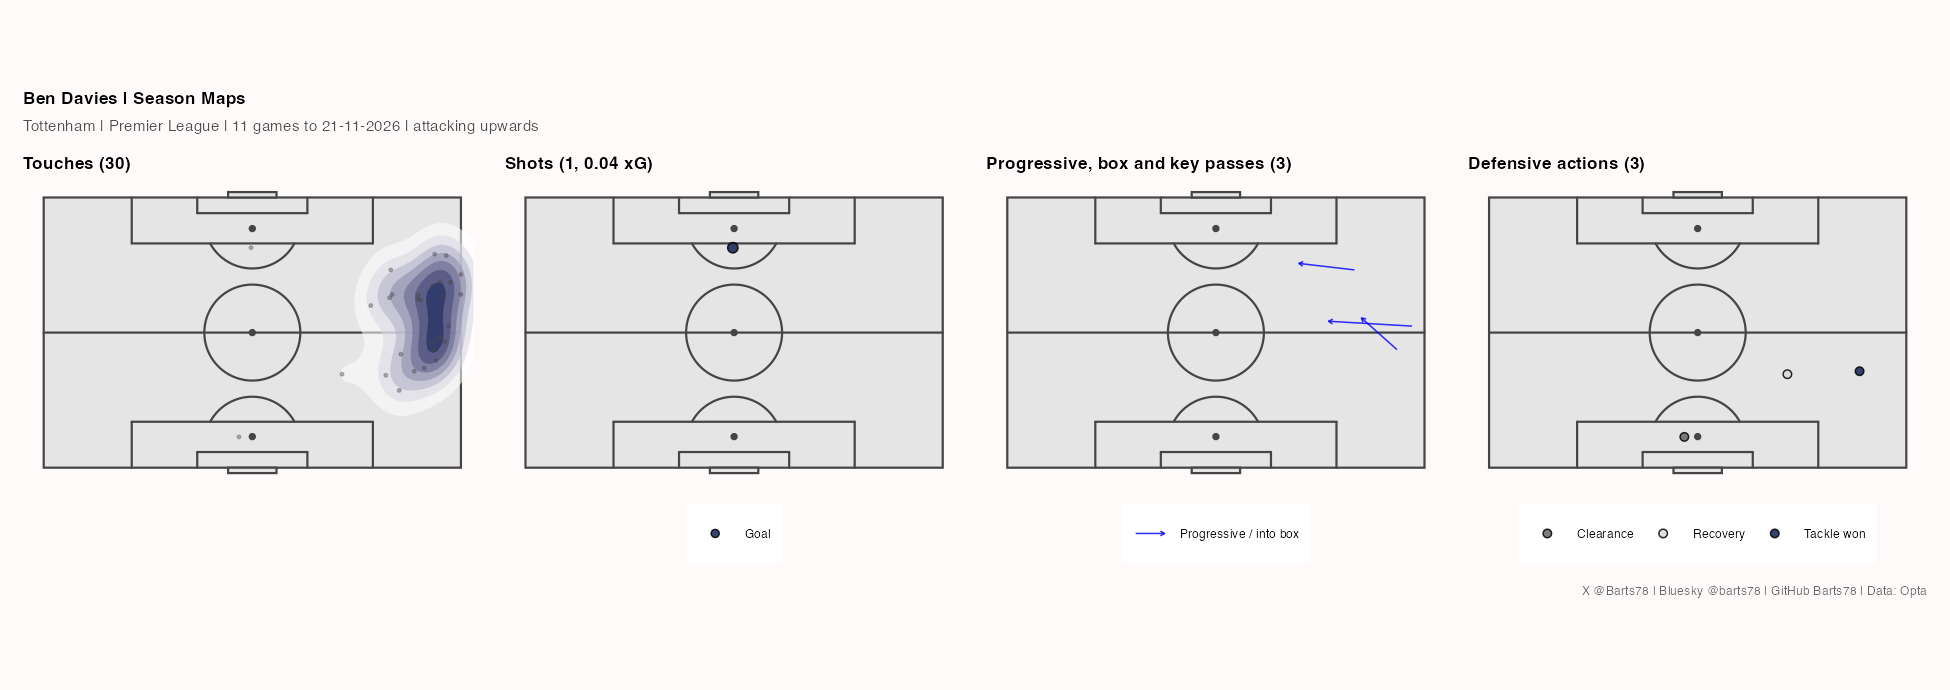 Ben Davies | Season Maps
Tottenham | Premier League | 11 games to 21-11-2026 | attacking upwards
Touches (30)
Shots (1, 0.04 xG)
Progressive, box and key passes (3)
Defensive actions (3)
Goal
Progressive / into box
Clearance
Recovery
Tackle won
X @Barts78 | Bluesky @barts78 | GitHub Barts78 | Data: Opta